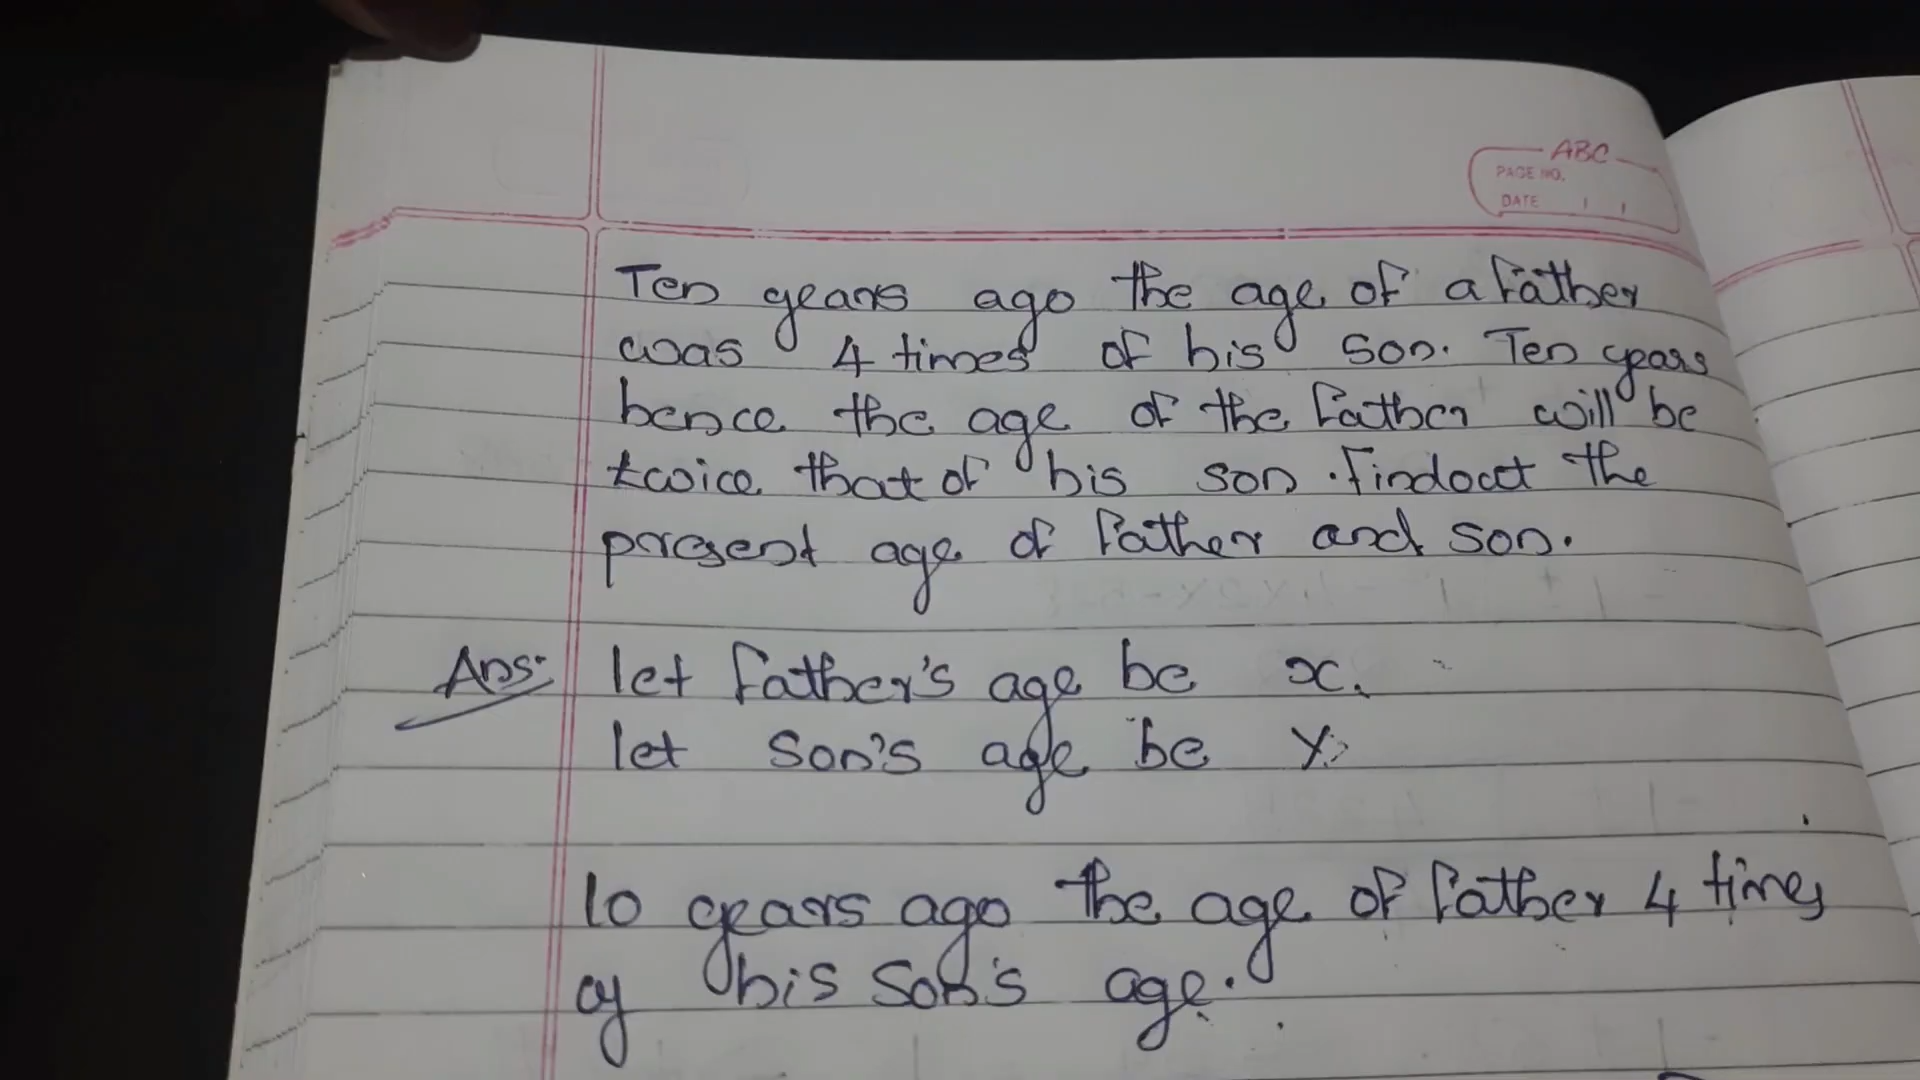 ABC
PAGE NO.
DATE
Ten years ago the age of a father
was 4 times of his son. Ten years
hence the age of the father will be
twice that of his son. Findout the
present age of father and son.
Ans:
let father's age be x.
let son's age be y.
10 years ago the age of father 4 times
of his son's age.